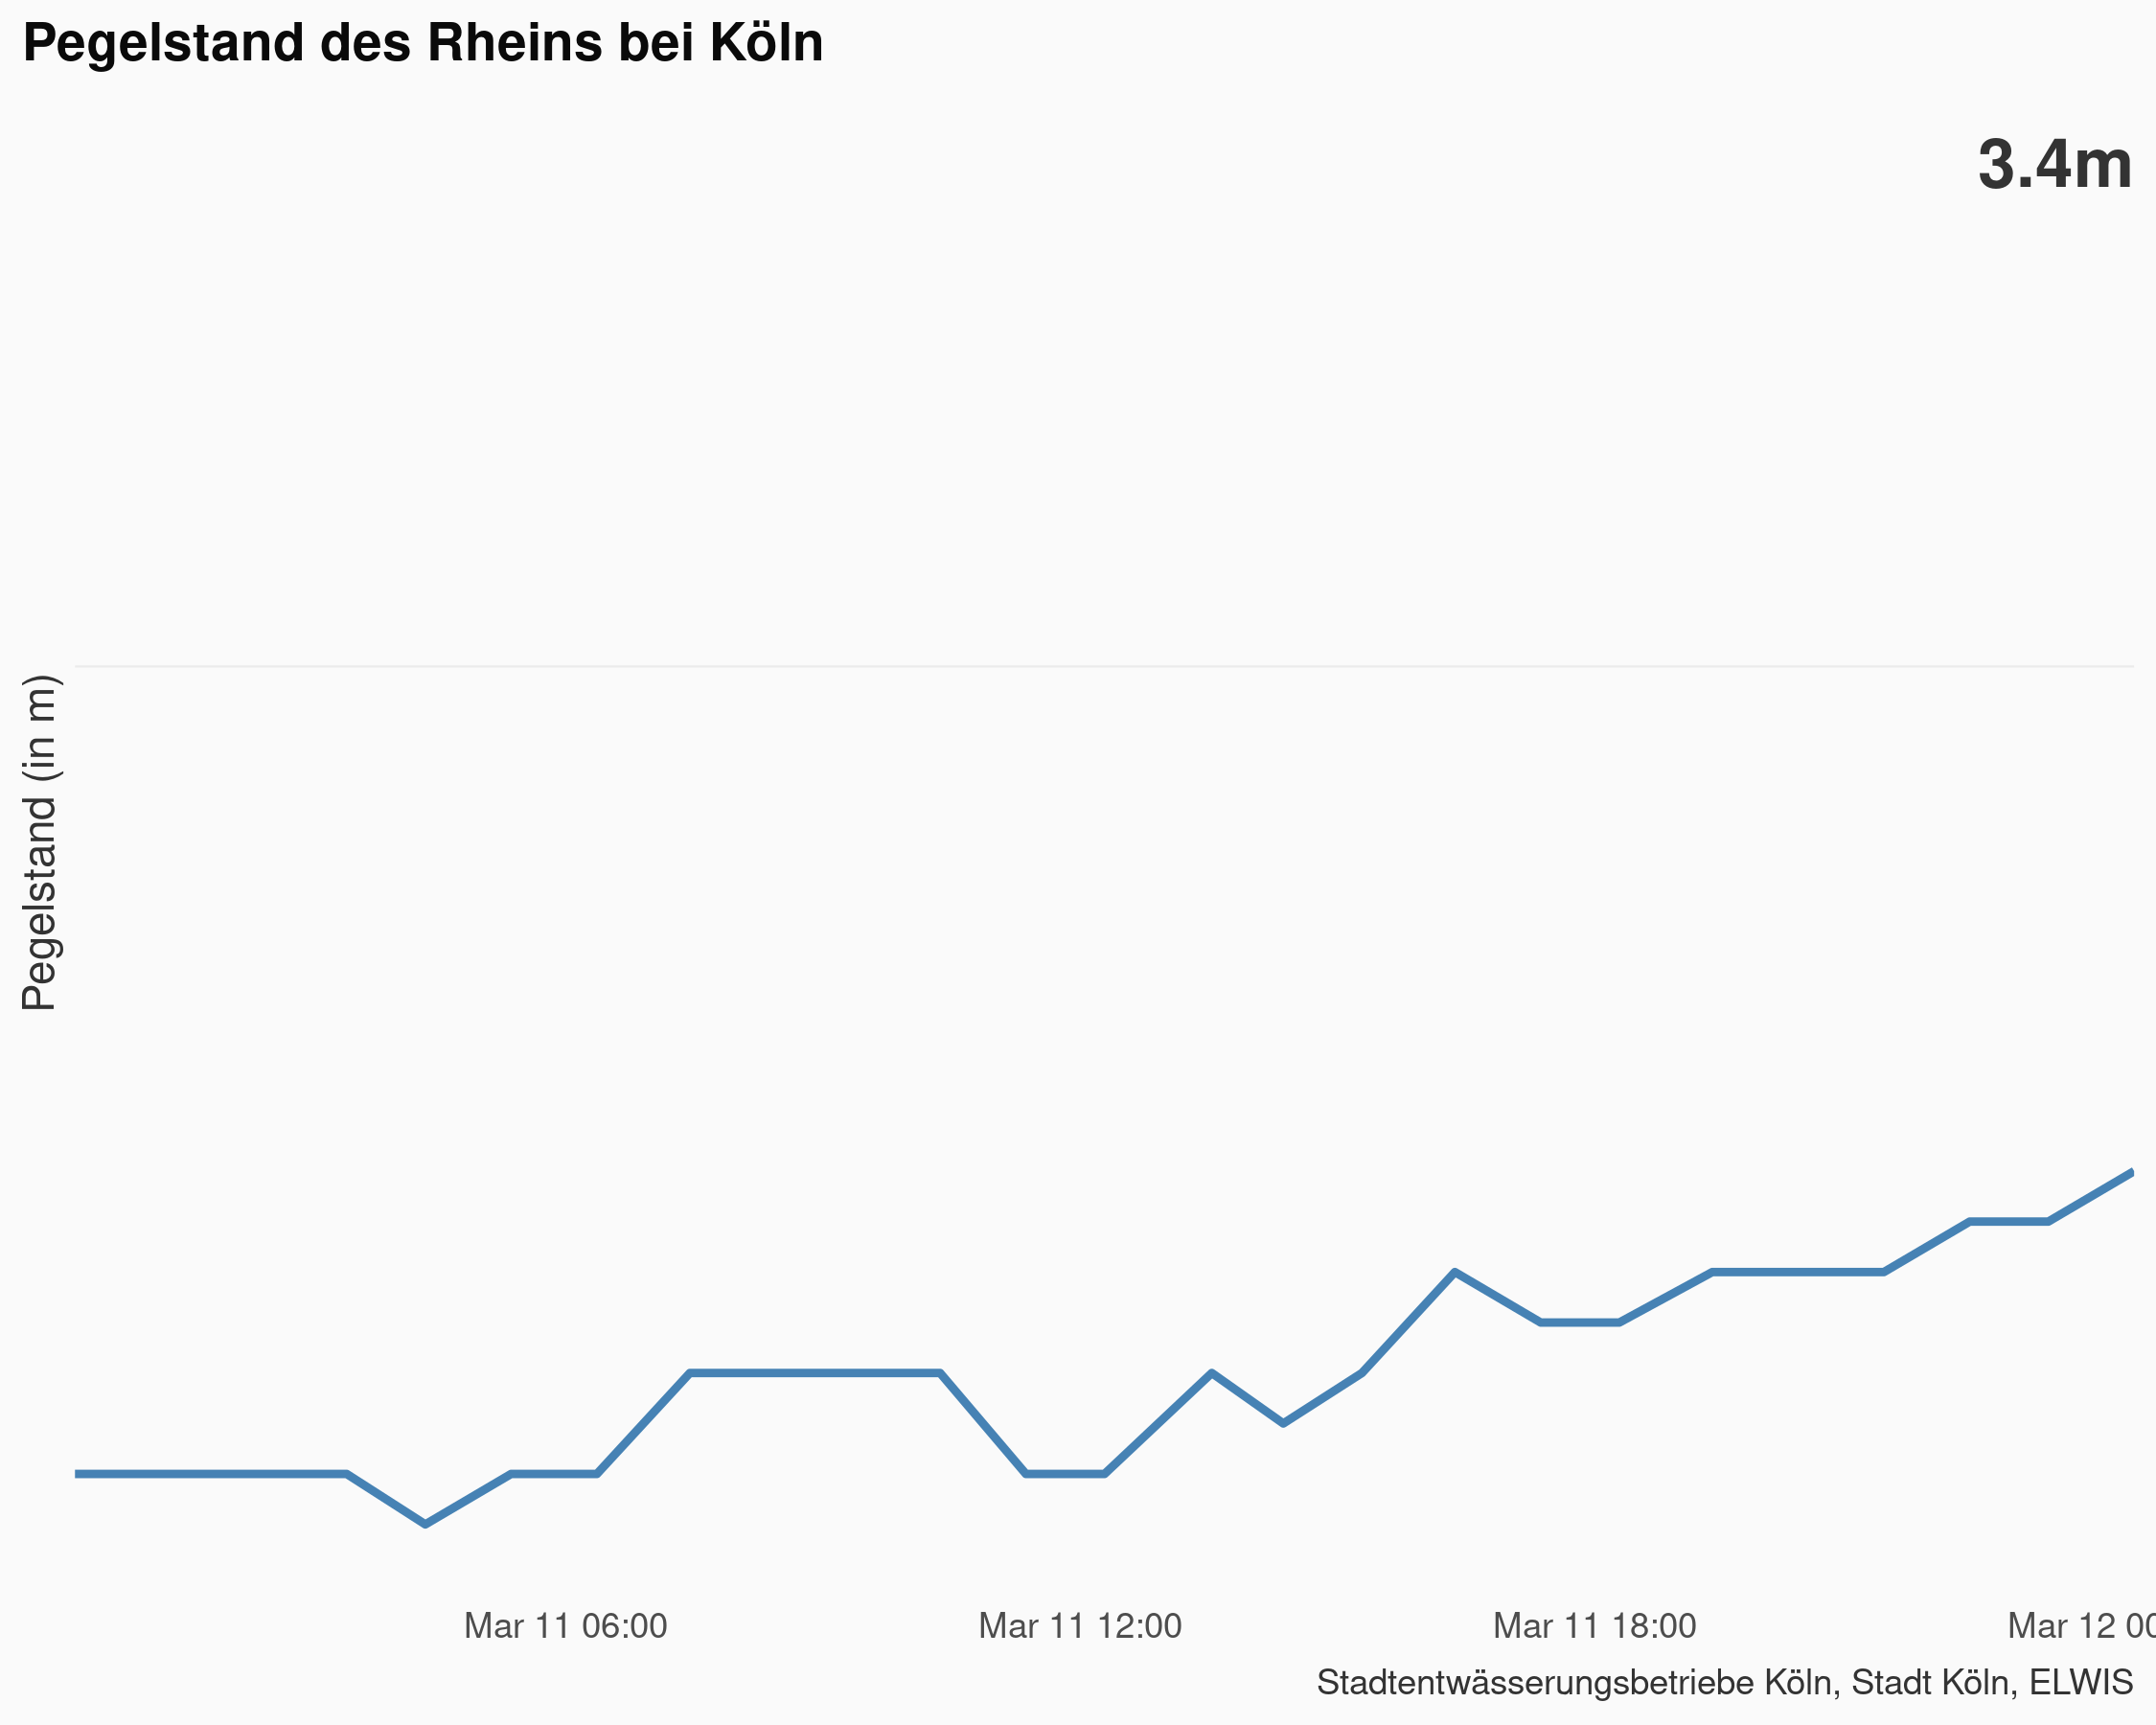 Pegelstand des Rheins bei Köln
3.4m
Pegelstand (in m)
Mar 11 06:00
Mar 11 12:00
Mar 11 18:00
Mar 12 00
Stadtentwässerungsbetriebe Köln, Stadt Köln, ELWIS